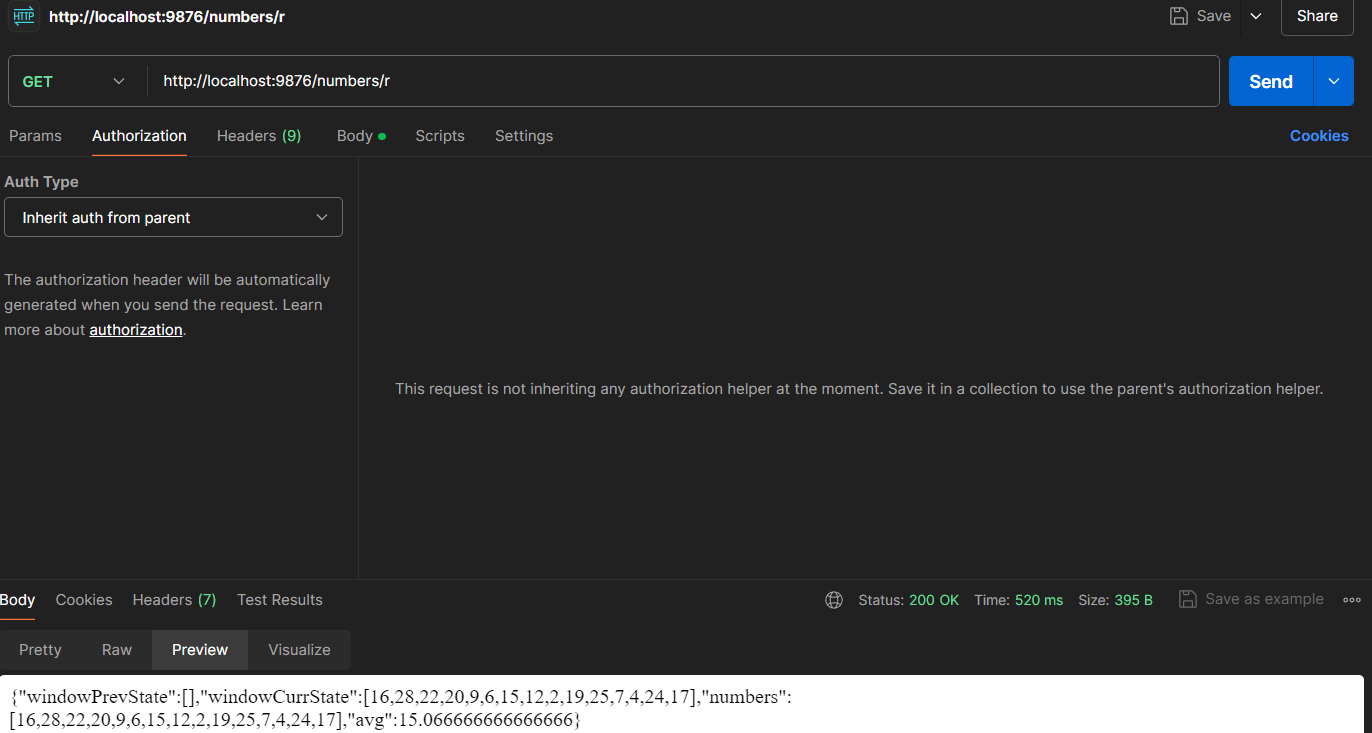 HTTP http://localhost:9876/numbers/r Save Share
GET http://localhost:9876/numbers/r Send
Params Authorization Headers (9) Body Scripts Settings Cookies
Auth Type
Inherit auth from parent
The authorization header will be automatically
generated when you send the request. Learn
more about authorization.
This request is not inheriting any authorization helper at the moment. Save it in a collection to use the parent's authorization helper.
Body Cookies Headers (7) Test Results Status: 200 OK Time: 520 ms Size: 395 B Save as example
Pretty Raw Preview Visualize
{"windowPrevState":[],"windowCurrState":[16,28,22,20,9,6,15,12,2,19,25,7,4,24,17],"numbers":
[16,28,22,20,9,6,15,12,2,19,25,7,4,24,17],"avg":15.066666666666666}